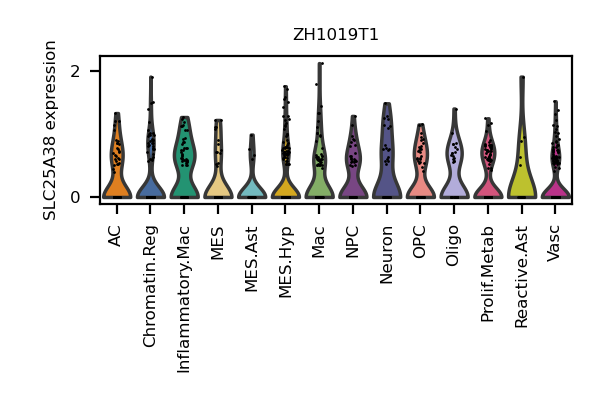 ZH1019T1
SLC25A38 expression
2
0
AC
Chromatin.Reg
Inflammatory.Mac
MES
MES.Ast
MES.Hyp
Mac
NPC
Neuron
OPC
Oligo
Prolif.Metab
Reactive.Ast
Vasc